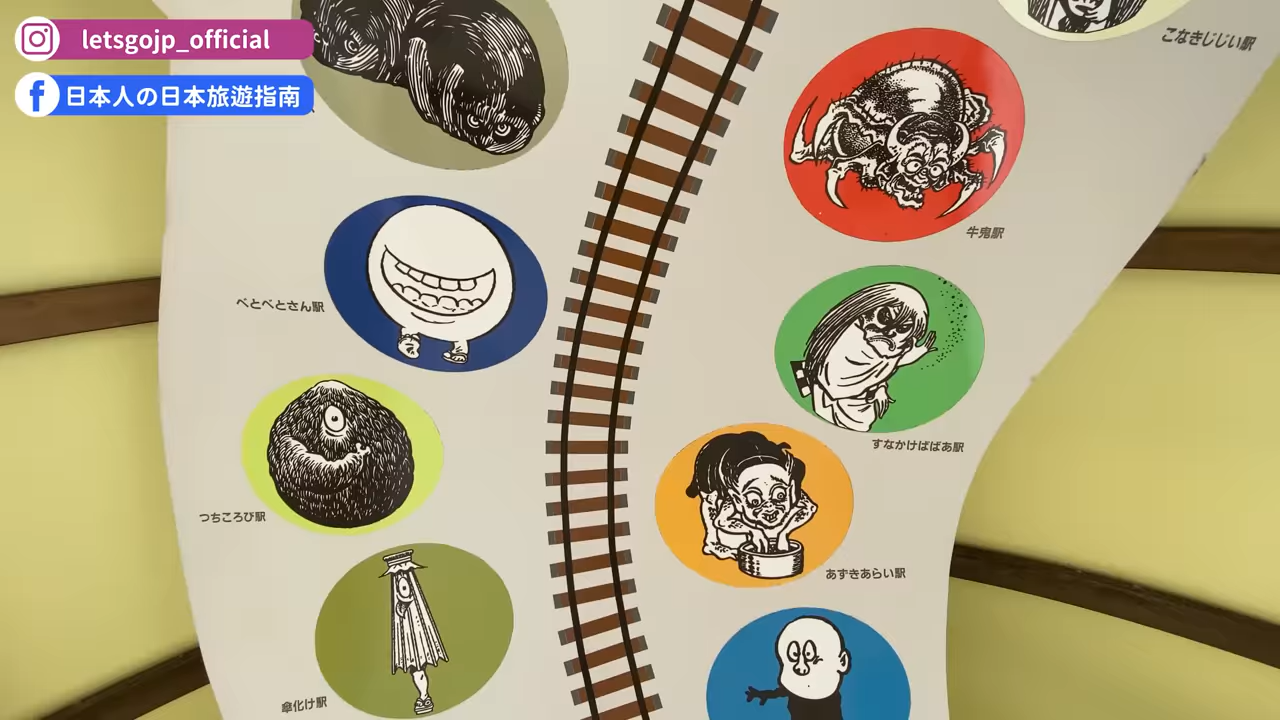 letsgojp_official
日本人の日本旅遊指南
こなきじじい駅
牛鬼駅
べとべとさん駅
すなかけばばあ駅
つちころび駅
あずきあらい駅
傘化け駅